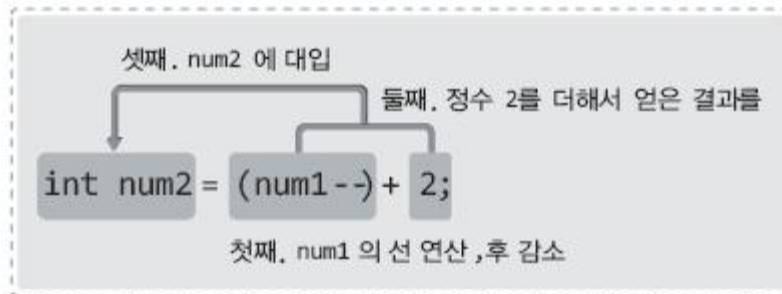 셋째. num2 에 대입
둘째. 정수 2를 더해서 얻은 결과를
int num2 = (num1--) + 2;
첫째. num1 의 선 연산 ,후 감소